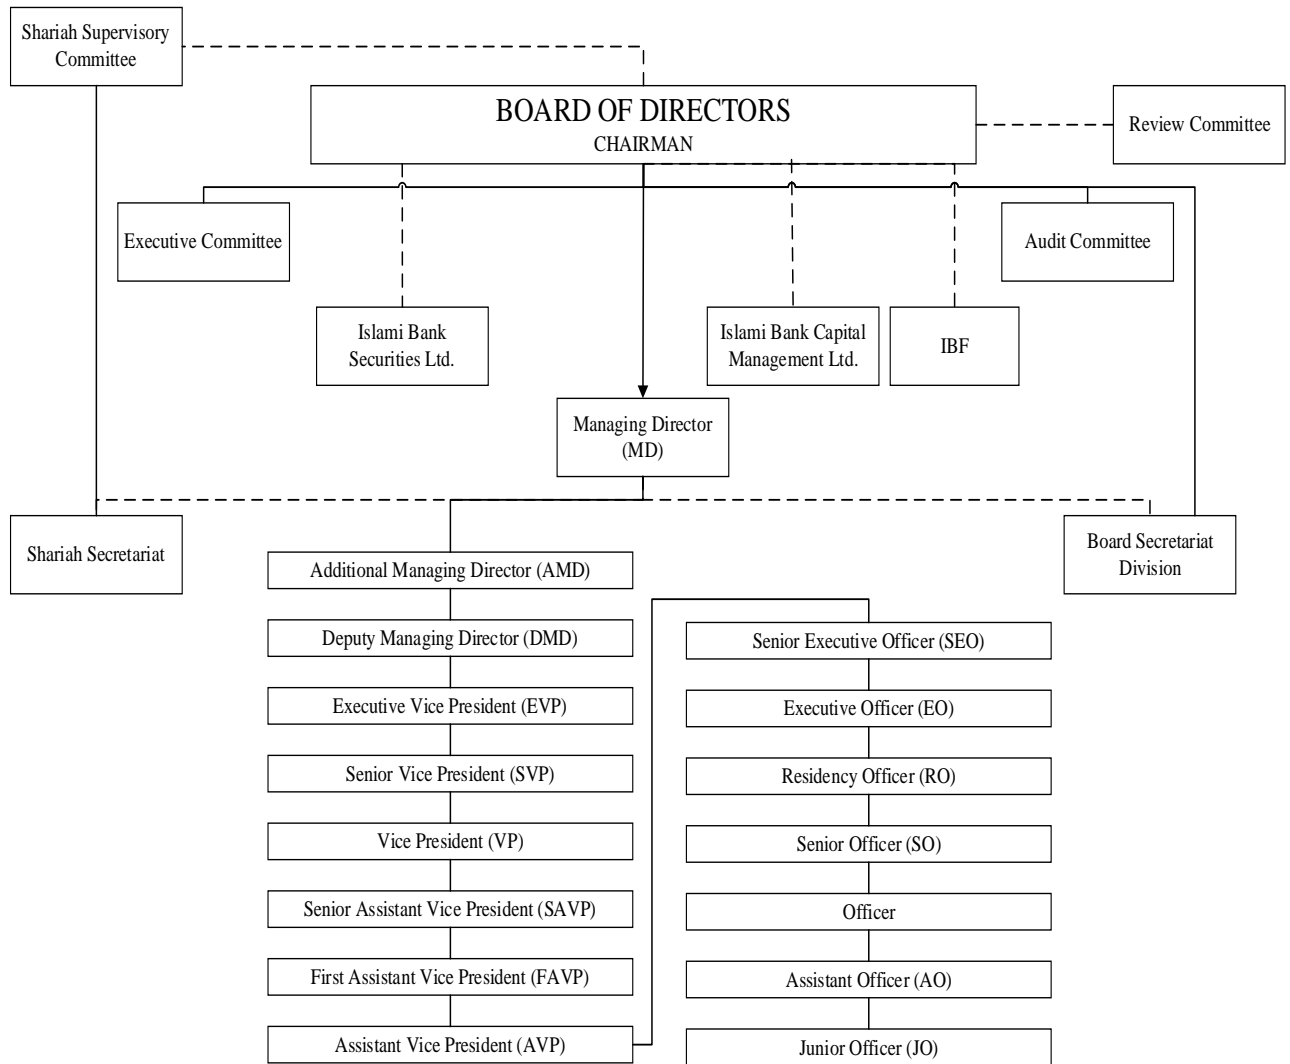 Shariah Supervisory
Committee
BOARD OF DIRECTORS
CHAIRMAN
Review Committee
Executive Committee
Audit Committee
Islami Bank
Securities Ltd.
Islami Bank Capital
Management Ltd.
IBF
Managing Director
(MD)
Shariah Secretariat
Board Secretariat
Division
Additional Managing Director (AMD)
Deputy Managing Director (DMD)
Executive Vice President (EVP)
Senior Vice President (SVP)
Vice President (VP)
Senior Assistant Vice President (SAVP)
First Assistant Vice President (FAVP)
Assistant Vice President (AVP)
Senior Executive Officer (SEO)
Executive Officer (EO)
Residency Officer (RO)
Senior Officer (SO)
Officer
Assistant Officer (AO)
Junior Officer (JO)